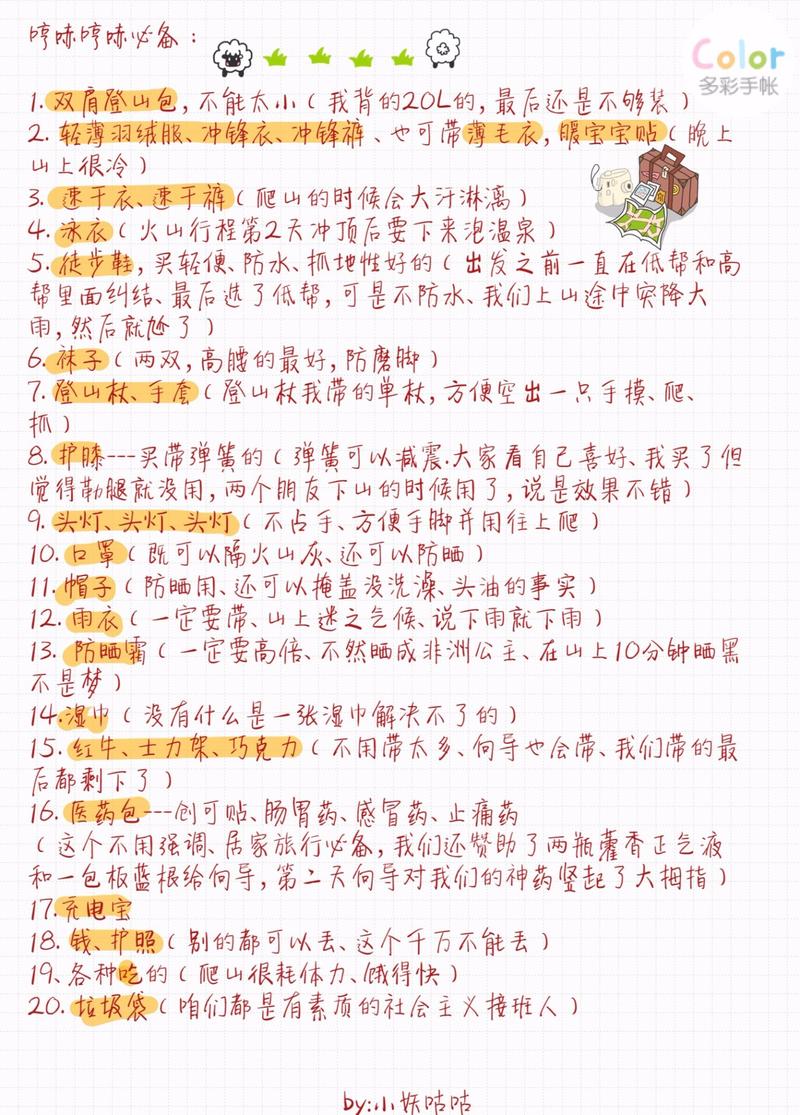 哼哧哼哧必备：
Color
多彩手帐
1. 双肩登山包，不能太小（我背的20L的，最后还是不够装）
2. 轻薄羽绒服、冲锋衣、冲锋裤、也可带薄毛衣，暖宝宝贴（晚上
山上很冷）
3. 速干衣、速干裤（爬山的时候会大汗淋漓）
4. 泳衣（火山行程第2天冲顶后要下来泡温泉）
5. 徒步鞋，买轻便、防水、抓地性好的（出发之前一直在低帮和高
帮里面纠结、最后选了低帮，可是不防水、我们上山途中突降大
雨，然后就尬了）
6. 袜子（两双，高腰的最好，防磨脚）
7. 登山杖、手套（登山杖我带的单杖，方便空出一只手摸、爬、
抓）
8. 护膝---买带弹簧的（弹簧可以减震.大家看自己喜好、我买了但
觉得勒腿就没用，两个朋友下山的时候用了，说是效果不错）
9. 头灯、头灯、头灯（不占手、方便手脚并用往上爬）
10. 口罩（既可以隔火山灰、还可以防晒）
11. 帽子（防晒用、还可以掩盖没洗澡、头油的事实）
12. 雨衣（一定要带、山上迷之气候、说下雨就下雨）
13. 防晒霜（一定要高倍、不然晒成非洲公主、在山上10分钟晒黑
不是梦）
14.湿巾（没有什么是一张湿巾解决不了的）
15. 红牛、士力架、巧克力（不用带太多、向导也会带、我们带的最
后都剩下了）
16. 医药包---创可贴、肠胃药、感冒药、止痛药
（这个不用强调、居家旅行必备，我们还赞助了两瓶藿香正气液
和一包板蓝根给向导，第二天向导对我们的神药竖起了大拇指）
17.充电宝
18. 钱、护照（别的都可以丢、这个千万不能丢）
19. 各种吃的（爬山很耗体力、饿得快）
20. 垃圾袋（咱们都是有素质的社会主义接班人）
by:小妖咕咕